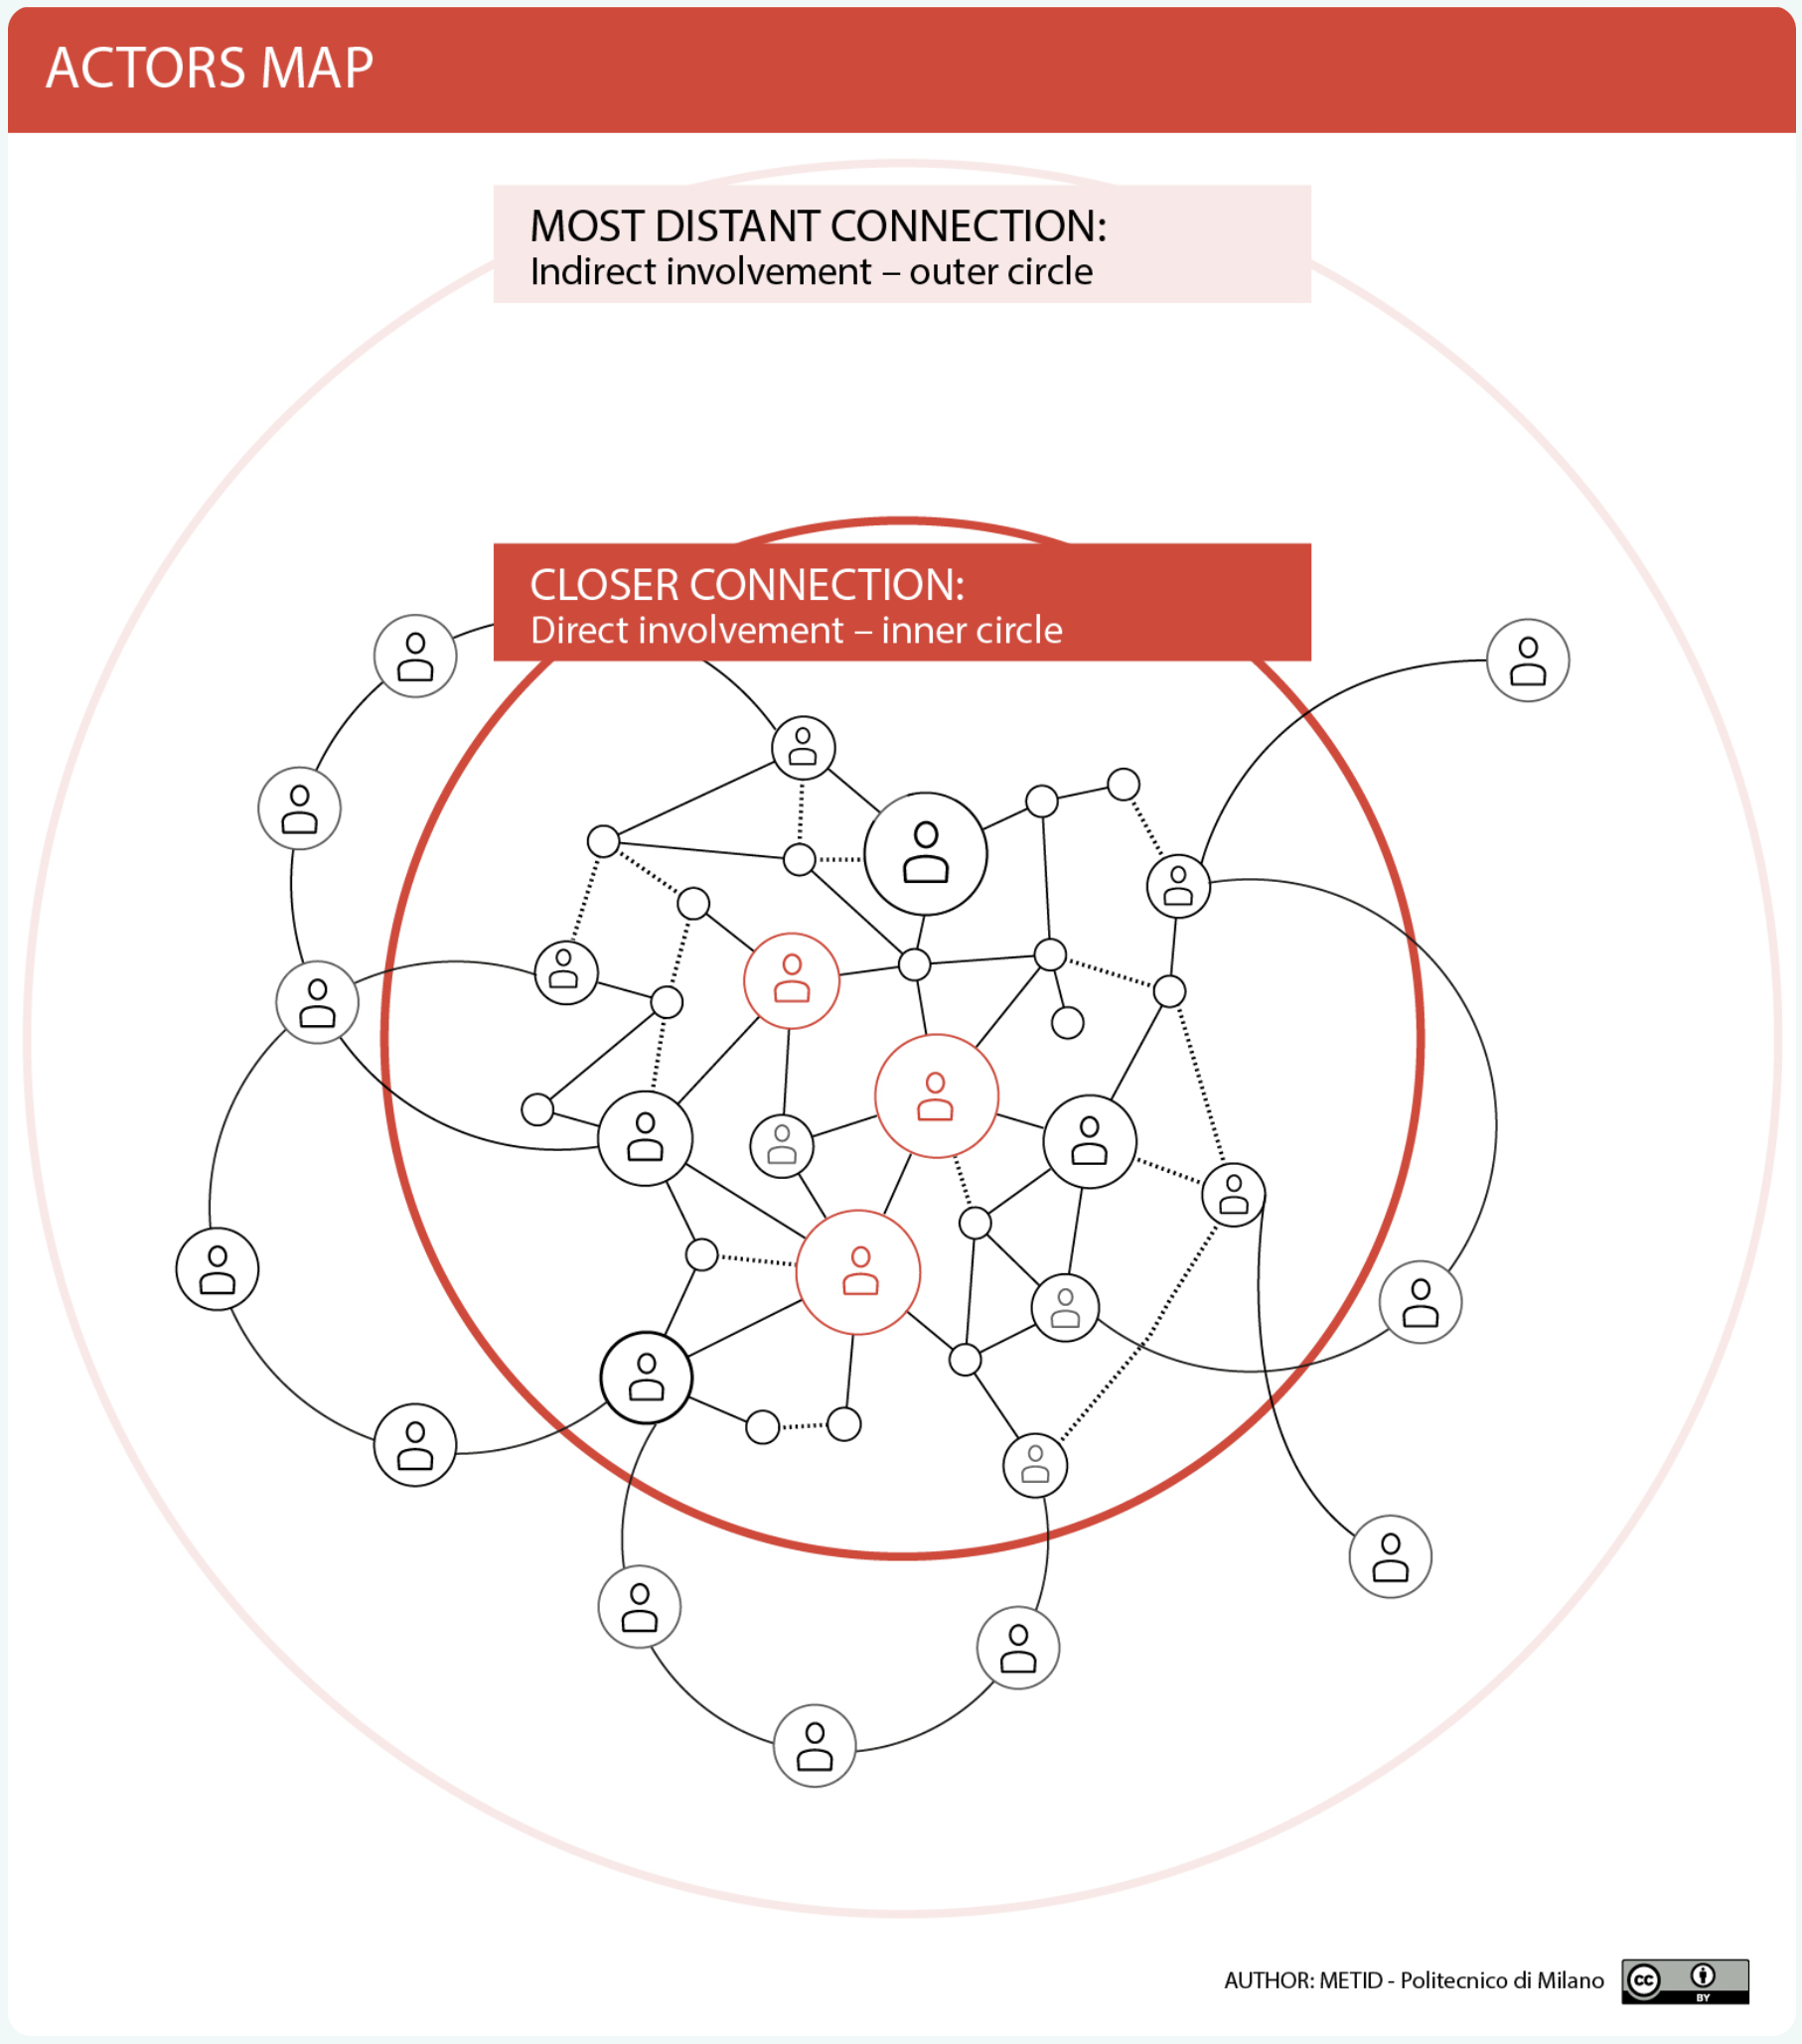 ACTORS MAP
MOST DISTANT CONNECTION:
Indirect involvement – outer circle
CLOSER CONNECTION:
Direct involvement – inner circle
AUTHOR: METID - Politecnico di Milano
cc
BY